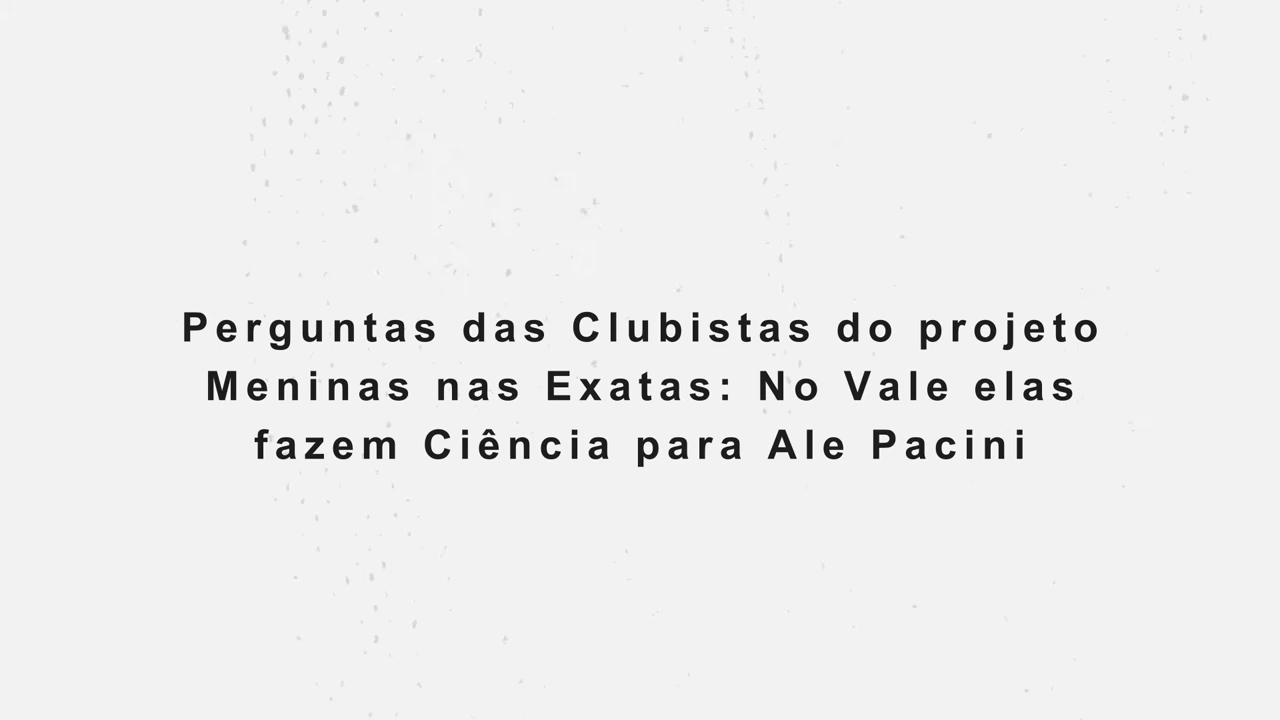 Perguntas das Clubistas do projeto
Meninas nas Exatas: No Vale elas
fazem Ciência para Ale Pacini